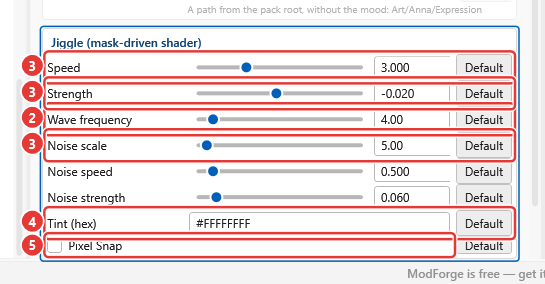 A path from the pack root, without the mood: Art/Anna/Expression
Jiggle (mask-driven shader)
3 Speed 3.000 Default
3 Strength -0.020 Default
2 Wave frequency 4.00 Default
3 Noise scale 5.00 Default
Noise speed 0.500 Default
Noise strength 0.060 Default
4 Tint (hex) #FFFFFFFF Default
5 Pixel Snap Default
ModForge is free — get it